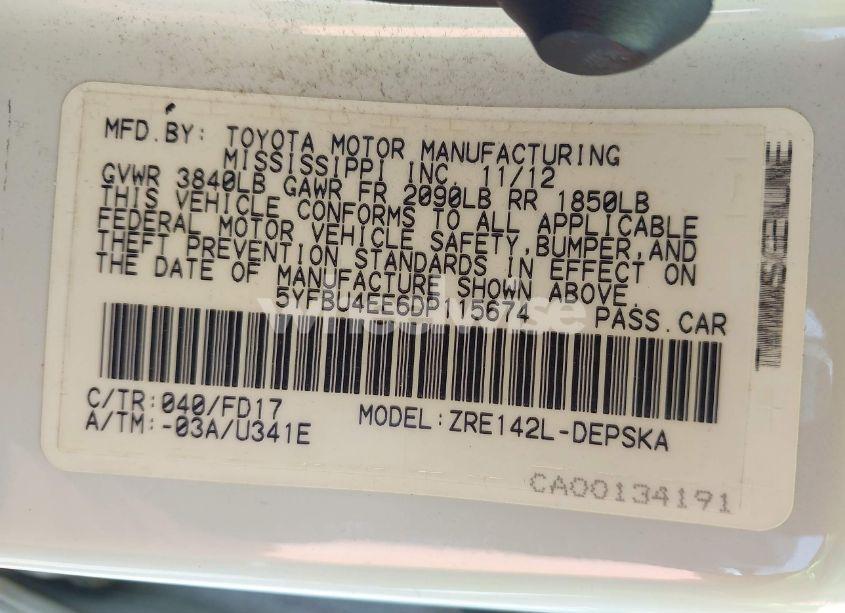 MFD.BY: TOYOTA MOTOR MANUFACTURING
MISSISSIPPI INC. 11/12
GVWR 3840LB GAWR FR 2090LB RR 1850LB
THIS VEHICLE CONFORMS TO ALL APPLICABLE
FEDERAL MOTOR VEHICLE SAFETY,BUMPER,AND
THEFT PREVENTION STANDARDS IN EFFECT ON
THE DATE OF MANUFACTURE SHOWN ABOVE.
5YFBU4EE6DP115674 PASS.CAR
C/TR:040/FD17 MODEL:ZRE142L-DEPSKA
A/TM:-03A/U341E
CA00134191